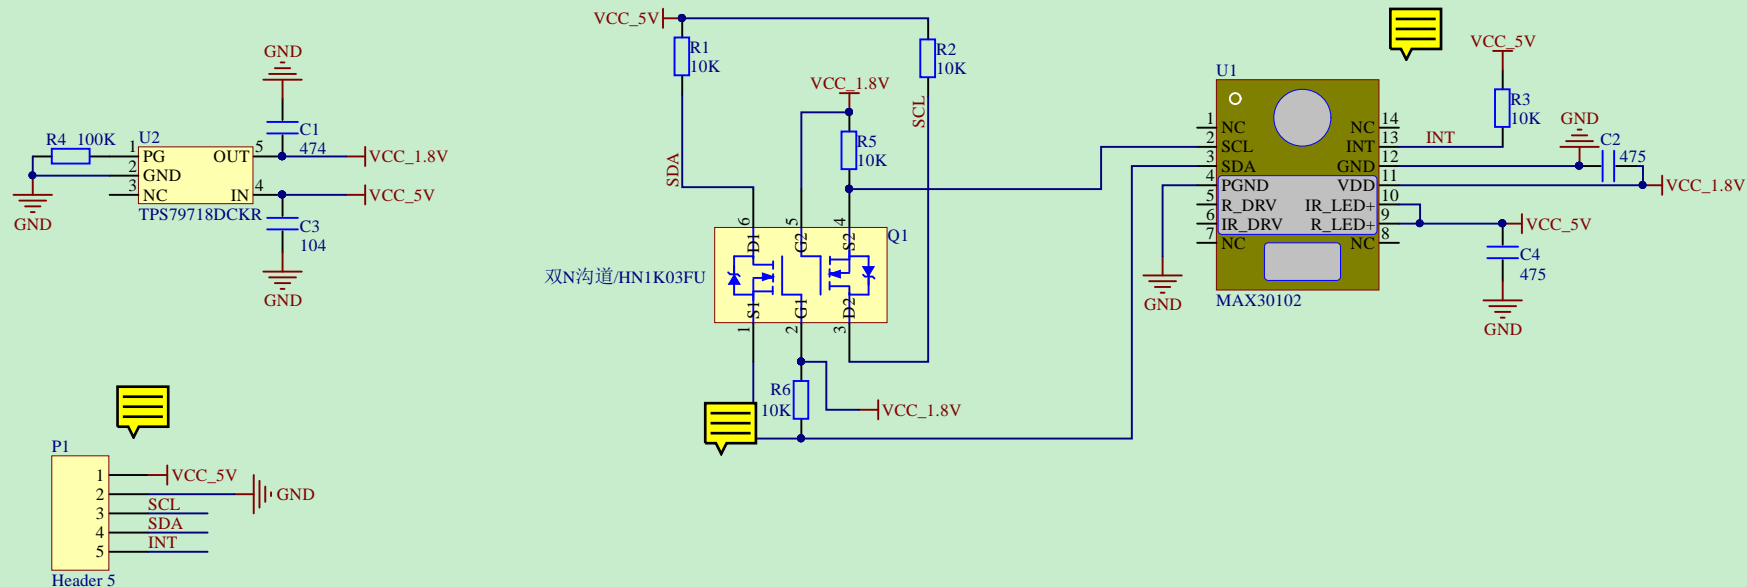 GND
R4 100K
U2
C1
474
1 PG OUT 5
VCC_1.8V
2 GND
3 NC IN 4
VCC_5V
TPS79718DCKR
GND
C3
104
GND
VCC_5V
R1
10K
R2
10K
VCC_1.8V
SCL
R5
10K
SDA
6 5 4
D1 G2 S2
Q1
双N沟道/HN1K03FU
S1 G1 D2
1 2 3
R6
10K
VCC_1.8V
U1
VCC_5V
R3
10K
1 NC NC 14
2 SCL INT 13
INT
3 SDA GND 12
GND
C2
475
4 PGND VDD 11
VCC_1.8V
5 R_DRV IR_LED+ 10
6 IR_DRV R_LED+ 9
VCC_5V
7 NC NC 8
C4
475
GND
MAX30102
GND
P1
1 VCC_5V
2 GND
3 SCL
4 SDA
5 INT
Header 5